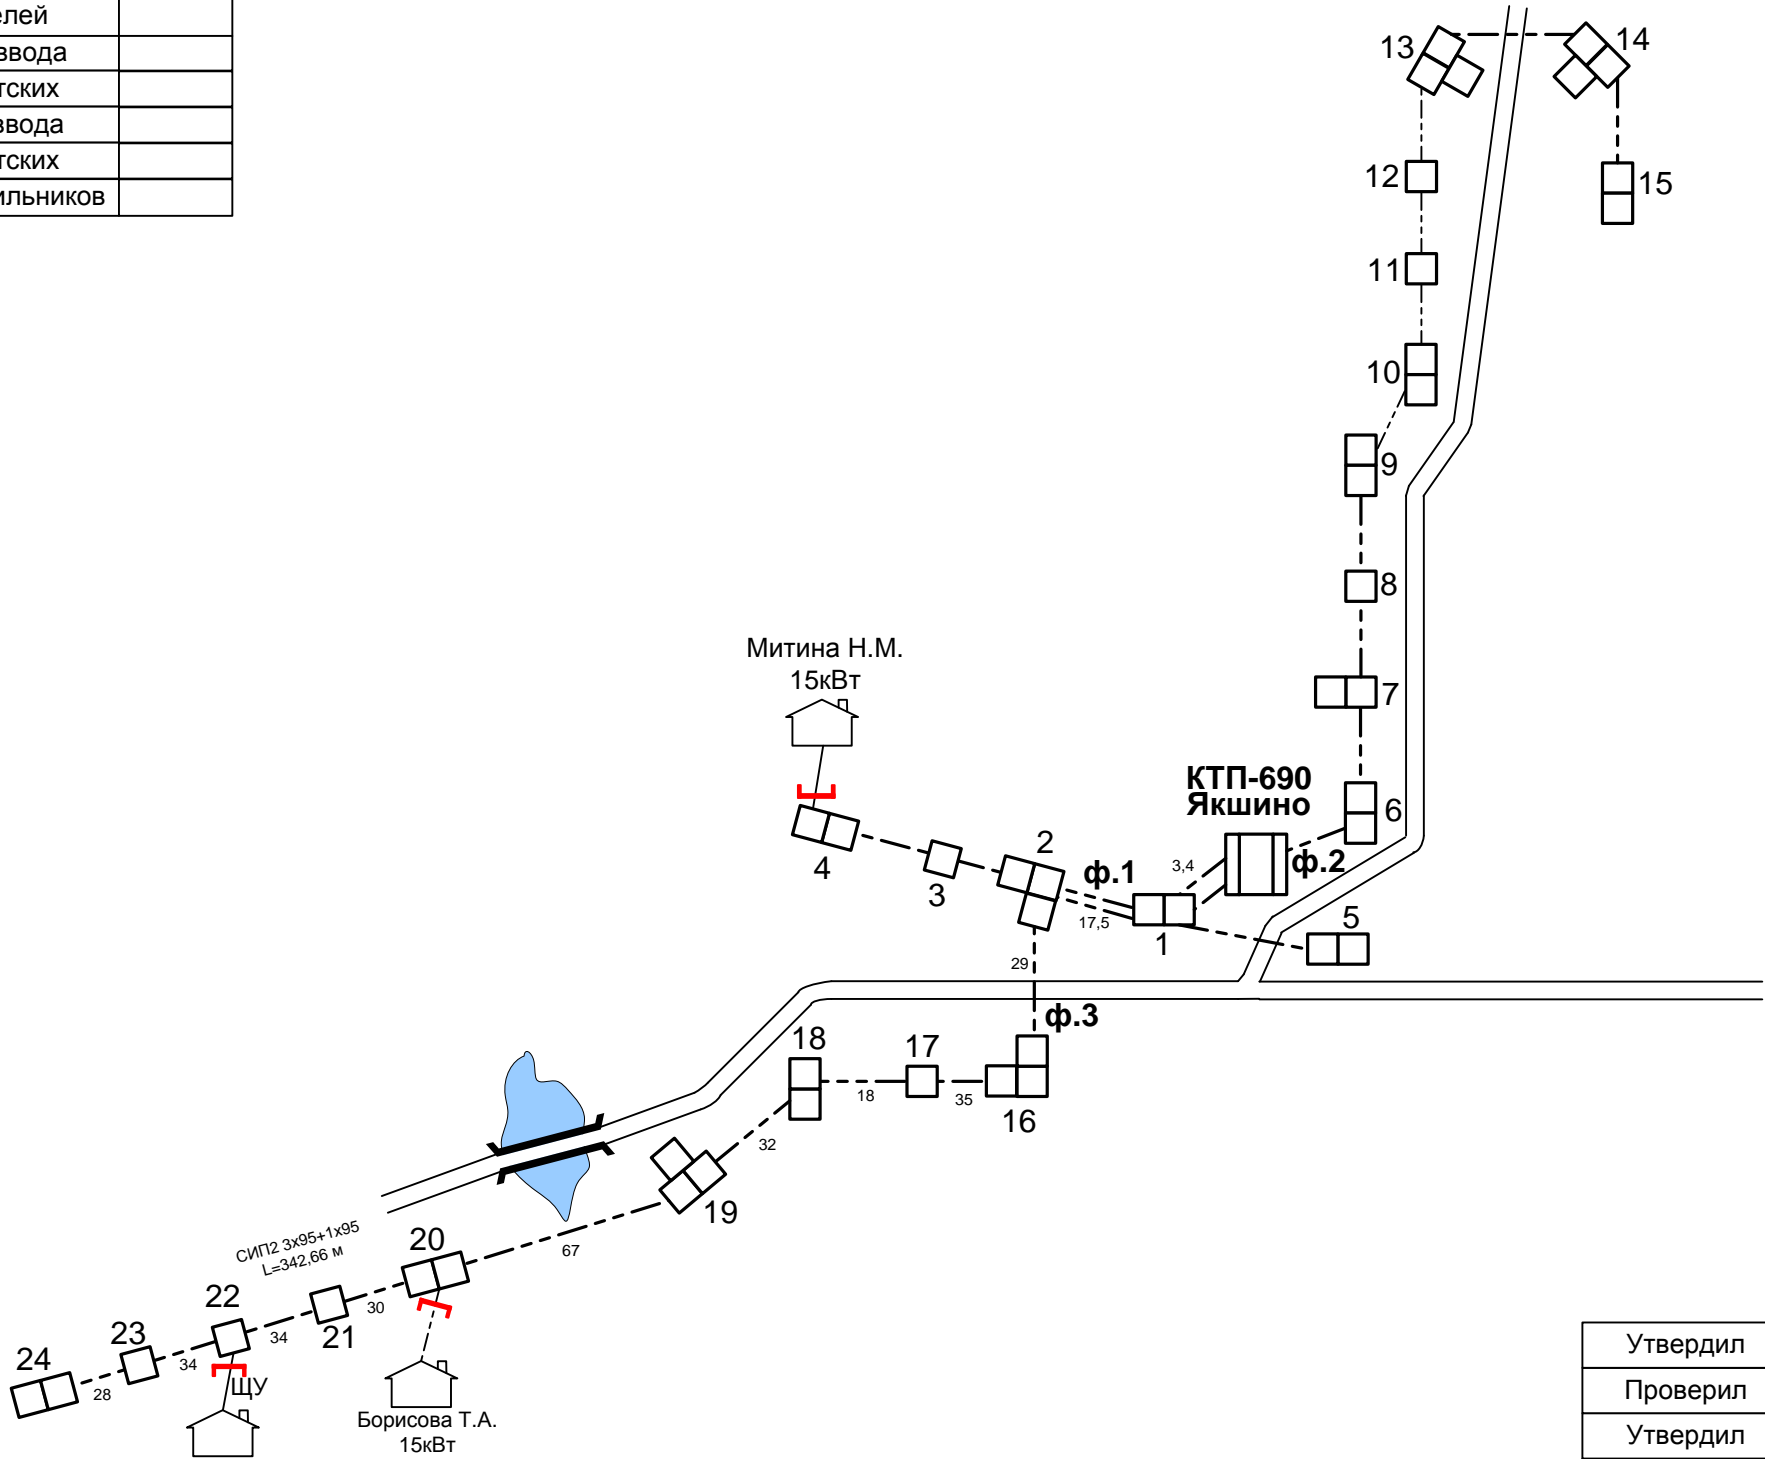 елей
ввода
тских
ввода
тских
ильников
13
14
12
15
11
10
9
8
7
6
Митина Н.М.
15кВт
КТП-690
Якшино
ф.2
4
3
2
ф.1
3,4
17,5
1
5
29
ф.3
18
17
16
18
35
32
19
67
СИП2 3х95+1х95
L=342,66 м
20
30
21
22
34
23
34
24
28
ЩУ
Борисова Т.А.
15кВт
Утвердил
Проверил
Утвердил